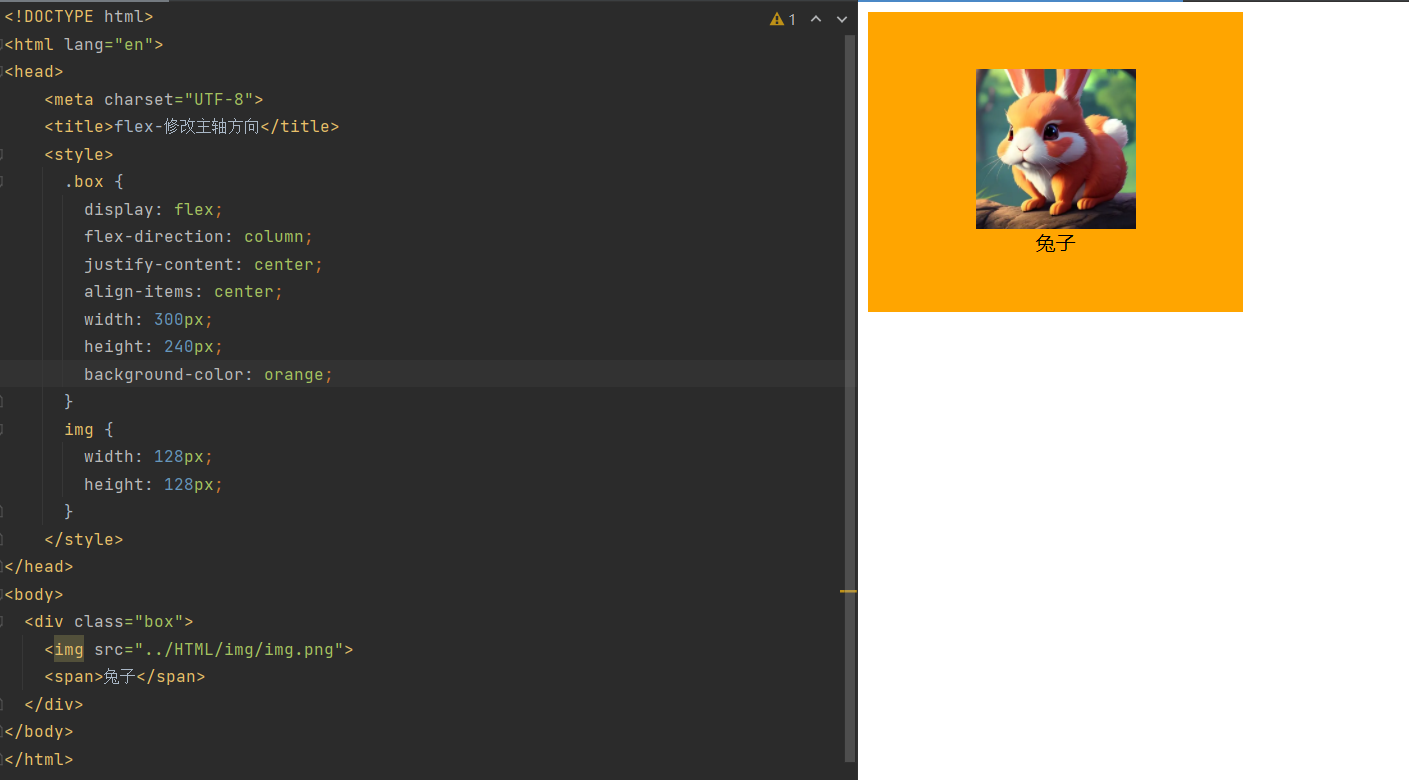 <!DOCTYPE html>
1
<html lang="en">
<head>
<meta charset="UTF-8">
<title>flex-修改主轴方向</title>
<style>
.box {
display: flex;
flex-direction: column;
justify-content: center;
align-items: center;
width: 300px;
height: 240px;
background-color: orange;
}
img {
width: 128px;
height: 128px;
}
</style>
</head>
<body>
<div class="box">
<img src="../HTML/img/img.png">
<span>兔子</span>
</div>
</body>
</html>
兔子